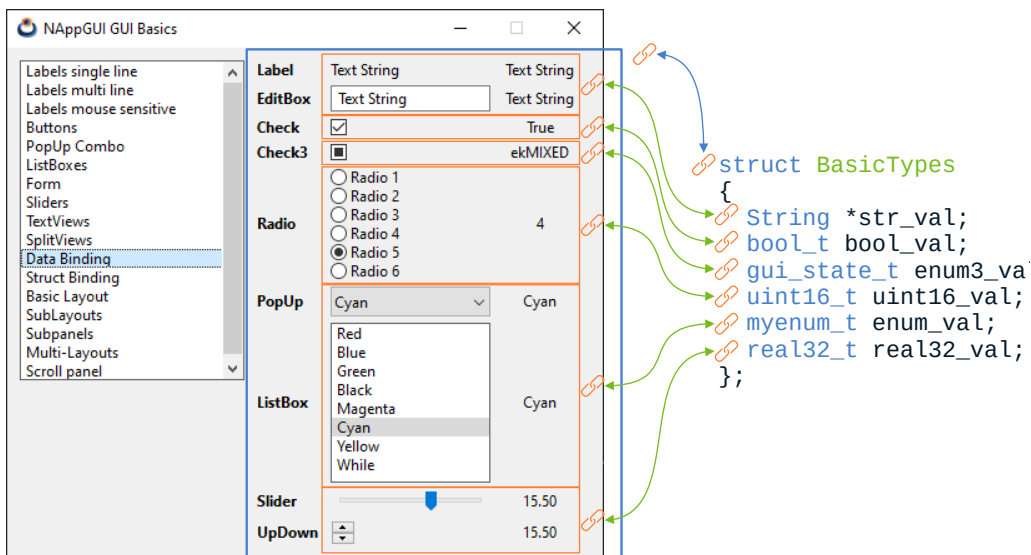 NAppGUI GUI Basics
Labels single line
Labels multi line
Labels mouse sensitive
Buttons
PopUp Combo
ListBoxes
Form
Sliders
TextViews
SplitViews
Data Binding
Struct Binding
Basic Layout
SubLayouts
Subpanels
Multi-Layouts
Scroll panel
Label Text String Text String
EditBox Text String Text String
Check True
Check3 ekMIXED
Radio 1
Radio 2
Radio 3
Radio Radio 4 4
Radio 5
Radio 6
PopUp Cyan Cyan
Red
Blue
Green
Black
ListBox Magenta Cyan
Cyan
Yellow
While
Slider 15.50
UpDown 15.50
struct BasicTypes
{
String *str_val;
bool_t bool_val;
gui_state_t enum3_val
uint16_t uint16_val;
myenum_t enum_val;
real32_t real32_val;
};